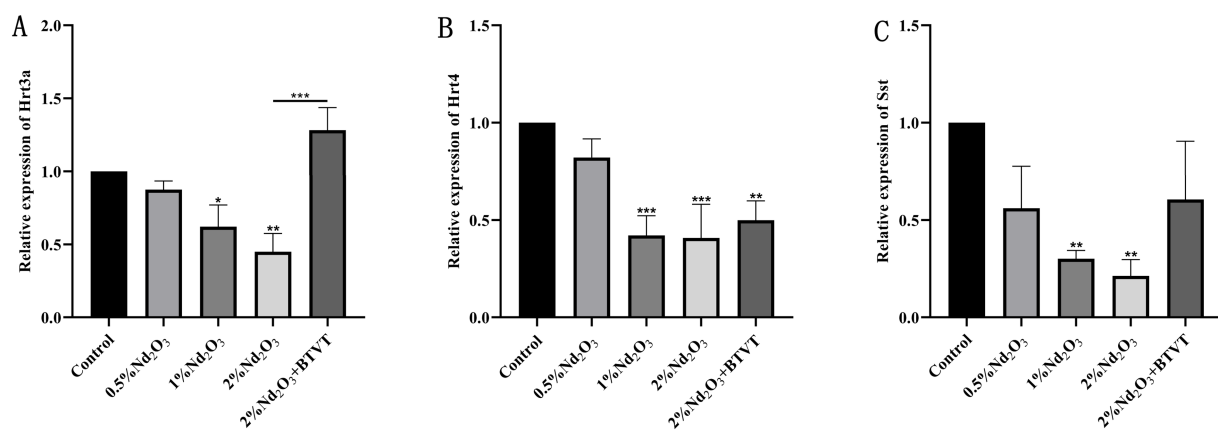 A
Relative expression of Hrt3a
2.0
1.5
1.0
0.5
0.0
*
**
***
Control
0.5%Nd₂O₃
1%Nd₂O₃
2%Nd₂O₃
2%Nd₂O₃+BTVT
B
Relative expression of Hrt4
1.5
1.0
0.5
0.0
***
***
**
Control
0.5%Nd₂O₃
1%Nd₂O₃
2%Nd₂O₃
2%Nd₂O₃+BTVT
C
Relative expression of Sst
1.5
1.0
0.5
0.0
**
**
Control
0.5%Nd₂O₃
1%Nd₂O₃
2%Nd₂O₃
2%Nd₂O₃+BTVT